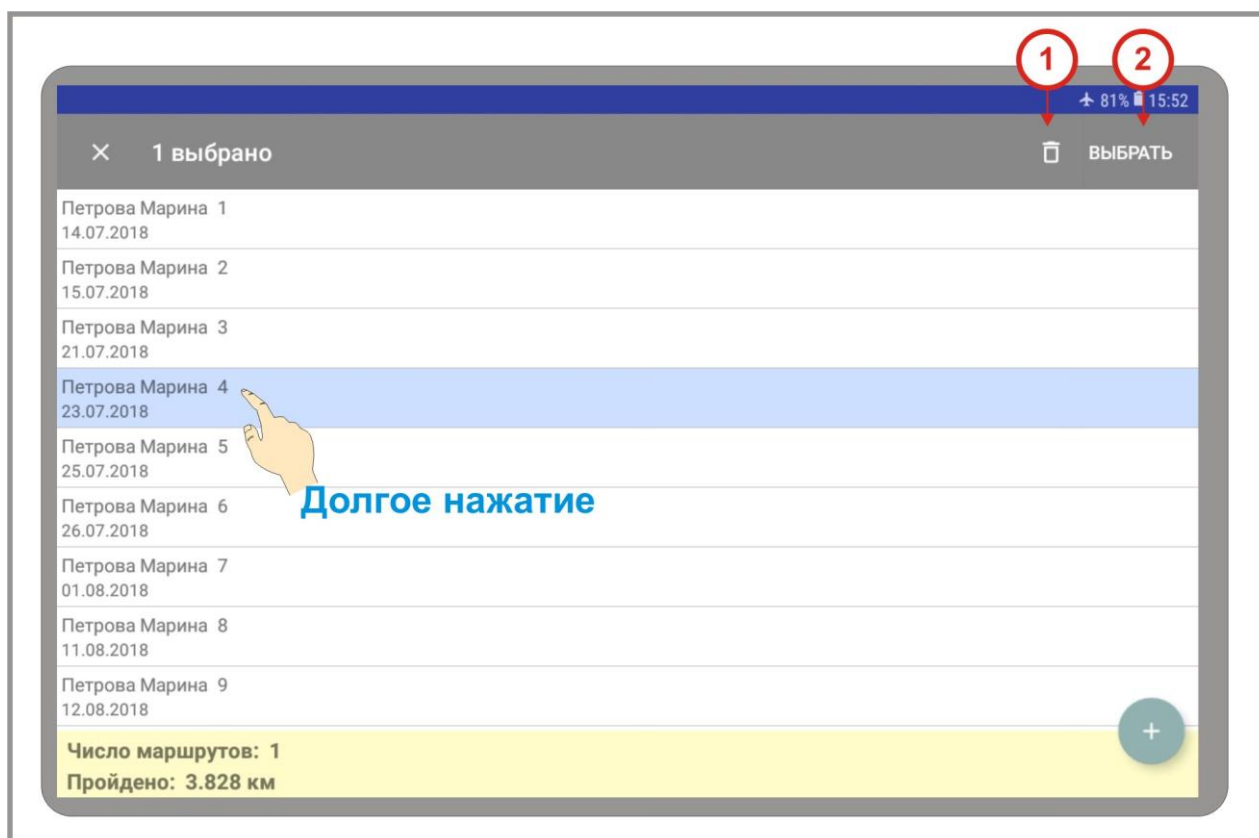 1 2
81% 15:52
1 выбрано ВЫБРАТЬ
Петрова Марина 1
14.07.2018
Петрова Марина 2
15.07.2018
Петрова Марина 3
21.07.2018
Петрова Марина 4
23.07.2018
Петрова Марина 5
25.07.2018
Долгое нажатие
Петрова Марина 6
26.07.2018
Петрова Марина 7
01.08.2018
Петрова Марина 8
11.08.2018
Петрова Марина 9
12.08.2018
Число маршрутов: 1
Пройдено: 3.828 км